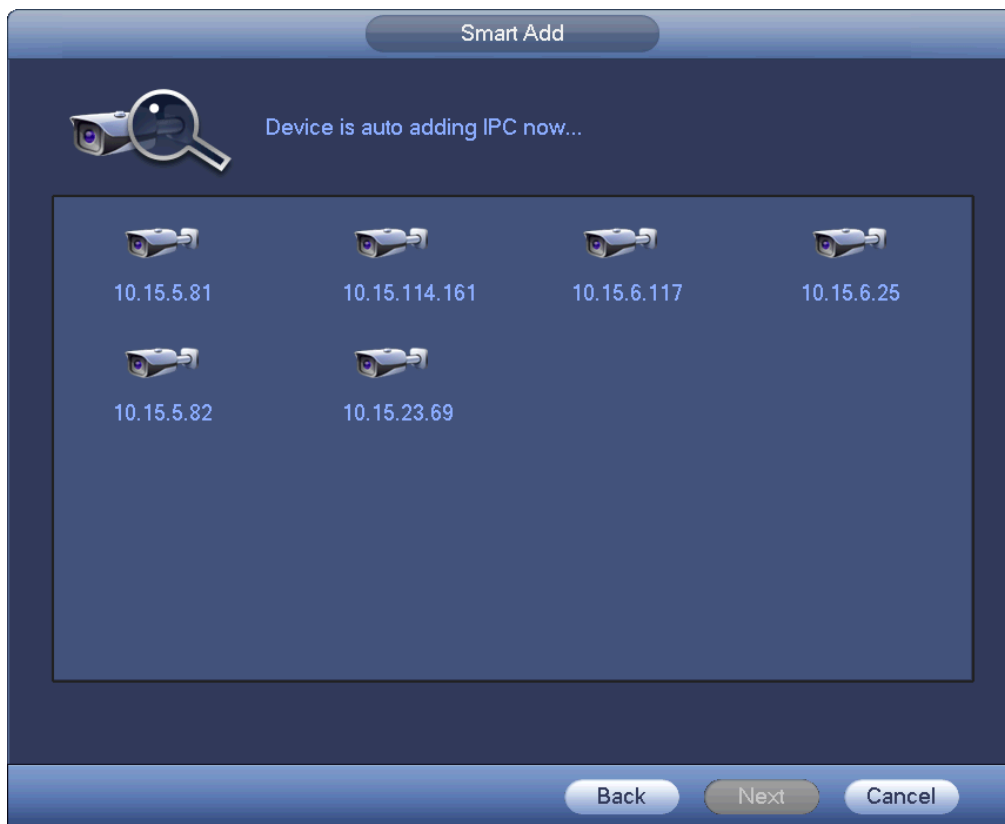 Smart Add
Device is auto adding IPC now...
10.15.5.81 10.15.114.161 10.15.6.117 10.15.6.25
10.15.5.82 10.15.23.69
Back Next Cancel